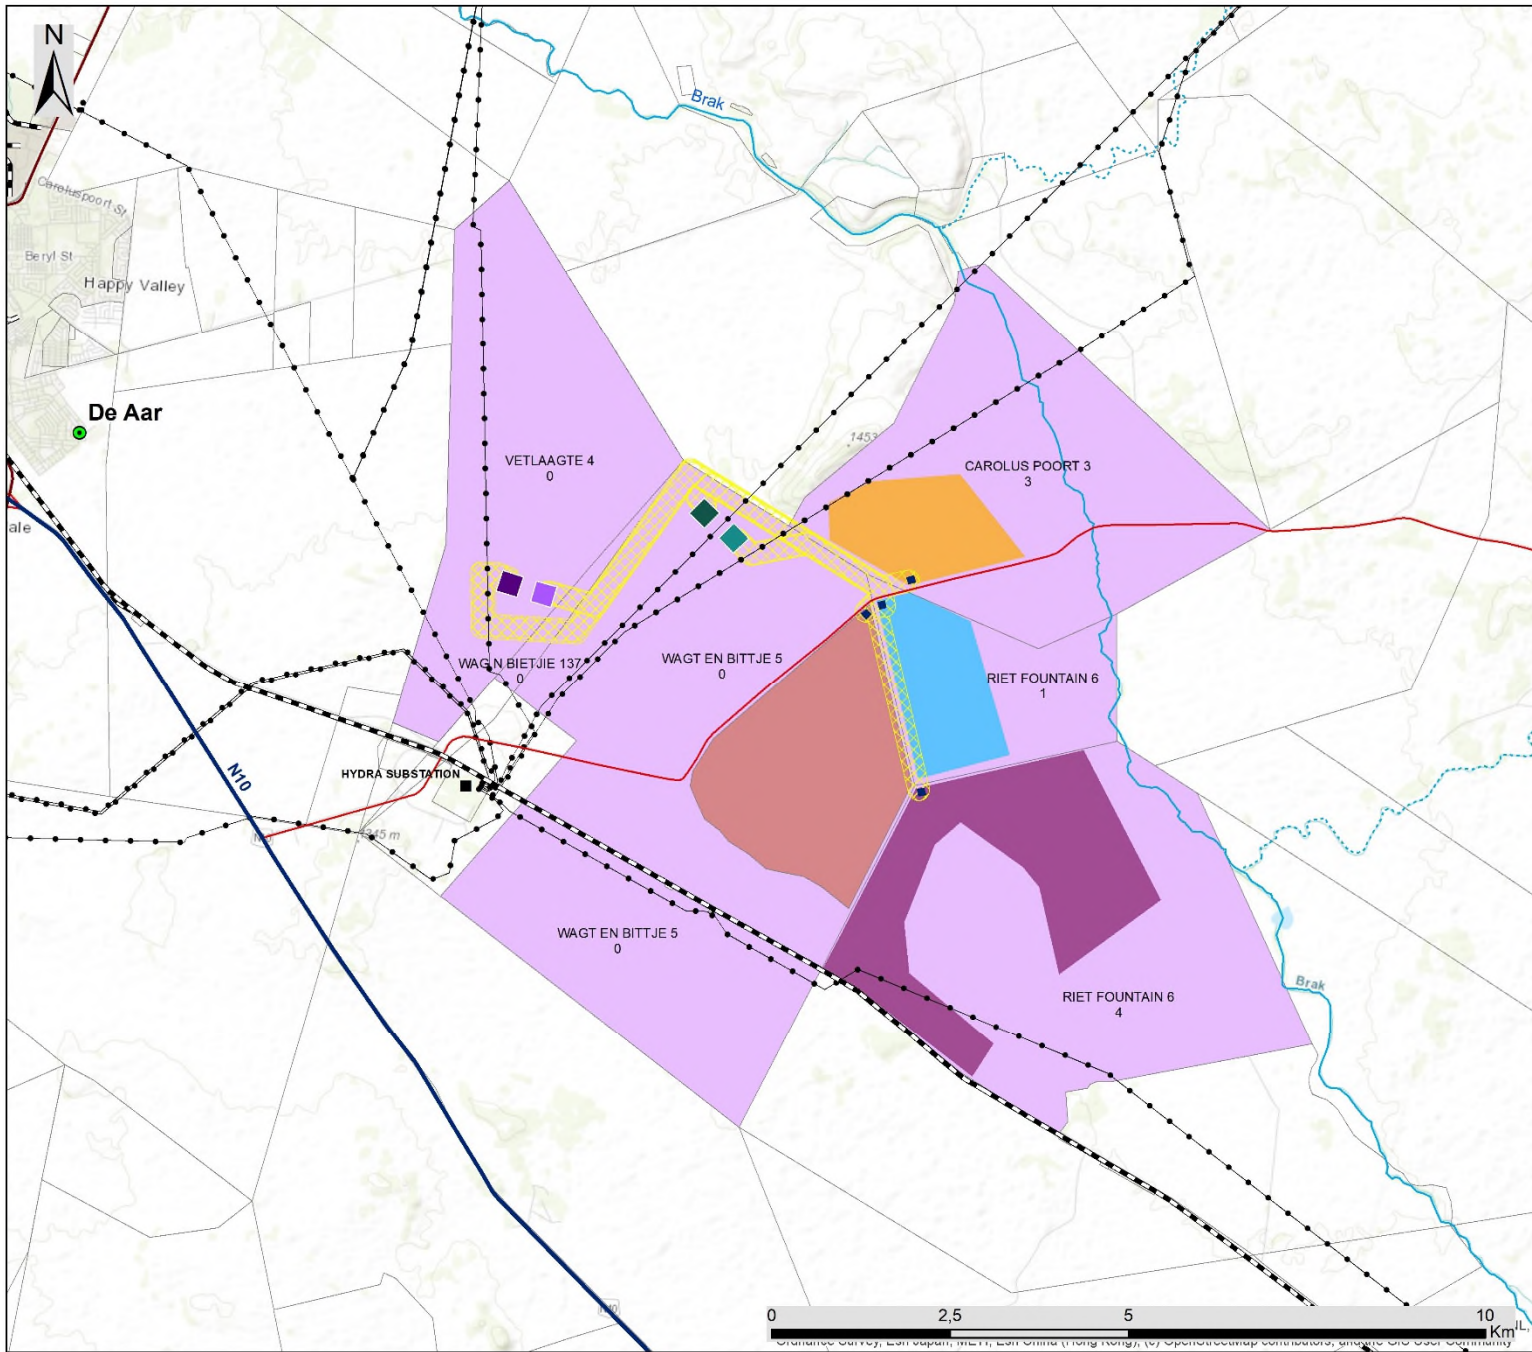 N
Brak
Caroluspoort St
Beryl St
Happy Valley
De Aar
ale
VETLAAGTE 4
0
1453
CAROLUS POORT 3
3
WAG N BIETJIE 137
0
WAGT EN BITTJE 5
0
RIET FOUNTAIN 6
1
HYDRA SUBSTATION
N10
1345 m
WAGT EN BITTJE 5
0
RIET FOUNTAIN 6
4
Brak
N10
0 2,5 5 10
Km